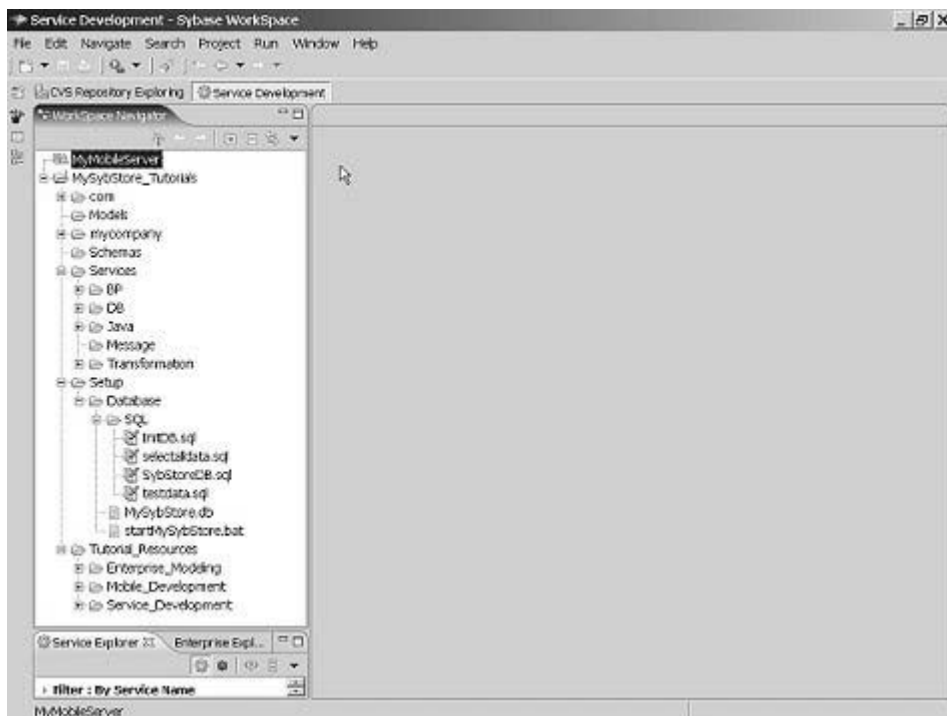 Service Development - Sybase WorkSpace
File Edit Navigate Search Project Run Window Help
CVS Repository Exploring Service Development
WorkSpace Navigator
MyMobileServer
MySybStore_Tutorials
com
Models
mycompany
Schemas
Services
BP
DB
Java
Message
Transformation
Setup
Database
SQL
InitDB.sql
selectalldata.sql
SybStoreDB.sql
testdata.sql
MySybStore.db
startMySybStore.bat
Tutorial_Resources
Enterprise_Modeling
Mobile_Development
Service_Development
Service Explorer Enterprise Expl...
Filter : By Service Name
MyMobileServer